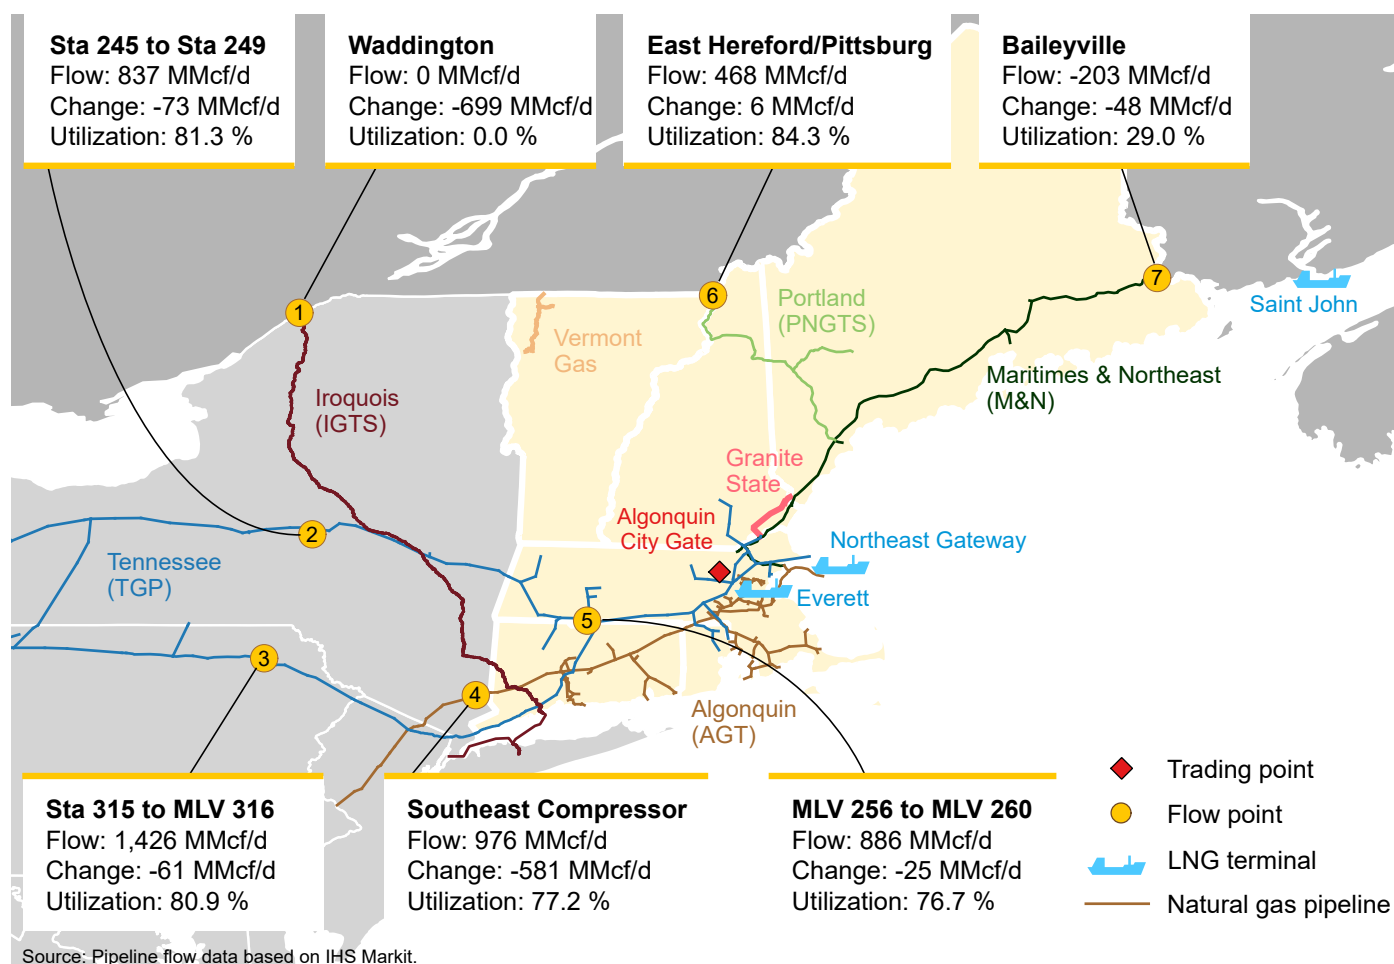 Sta 245 to Sta 249
Flow: 837 MMcf/d
Change: -73 MMcf/d
Utilization: 81.3 %
Waddington
Flow: 0 MMcf/d
Change: -699 MMcf/d
Utilization: 0.0 %
East Hereford/Pittsburg
Flow: 468 MMcf/d
Change: 6 MMcf/d
Utilization: 84.3 %
Baileyville
Flow: -203 MMcf/d
Change: -48 MMcf/d
Utilization: 29.0 %
1
6
7
Saint John
Portland
(PNGTS)
Vermont
Gas
Maritimes & Northeast
(M&N)
Iroquois
(IGTS)
Granite
State
Algonquin
City Gate
2
Northeast Gateway
Tennessee
(TGP)
Everett
5
3
4
Algonquin
(AGT)
Sta 315 to MLV 316
Flow: 1,426 MMcf/d
Change: -61 MMcf/d
Utilization: 80.9 %
Southeast Compressor
Flow: 976 MMcf/d
Change: -581 MMcf/d
Utilization: 77.2 %
MLV 256 to MLV 260
Flow: 886 MMcf/d
Change: -25 MMcf/d
Utilization: 76.7 %
Trading point
Flow point
LNG terminal
Natural gas pipeline
Source: Pipeline flow data based on IHS Markit.